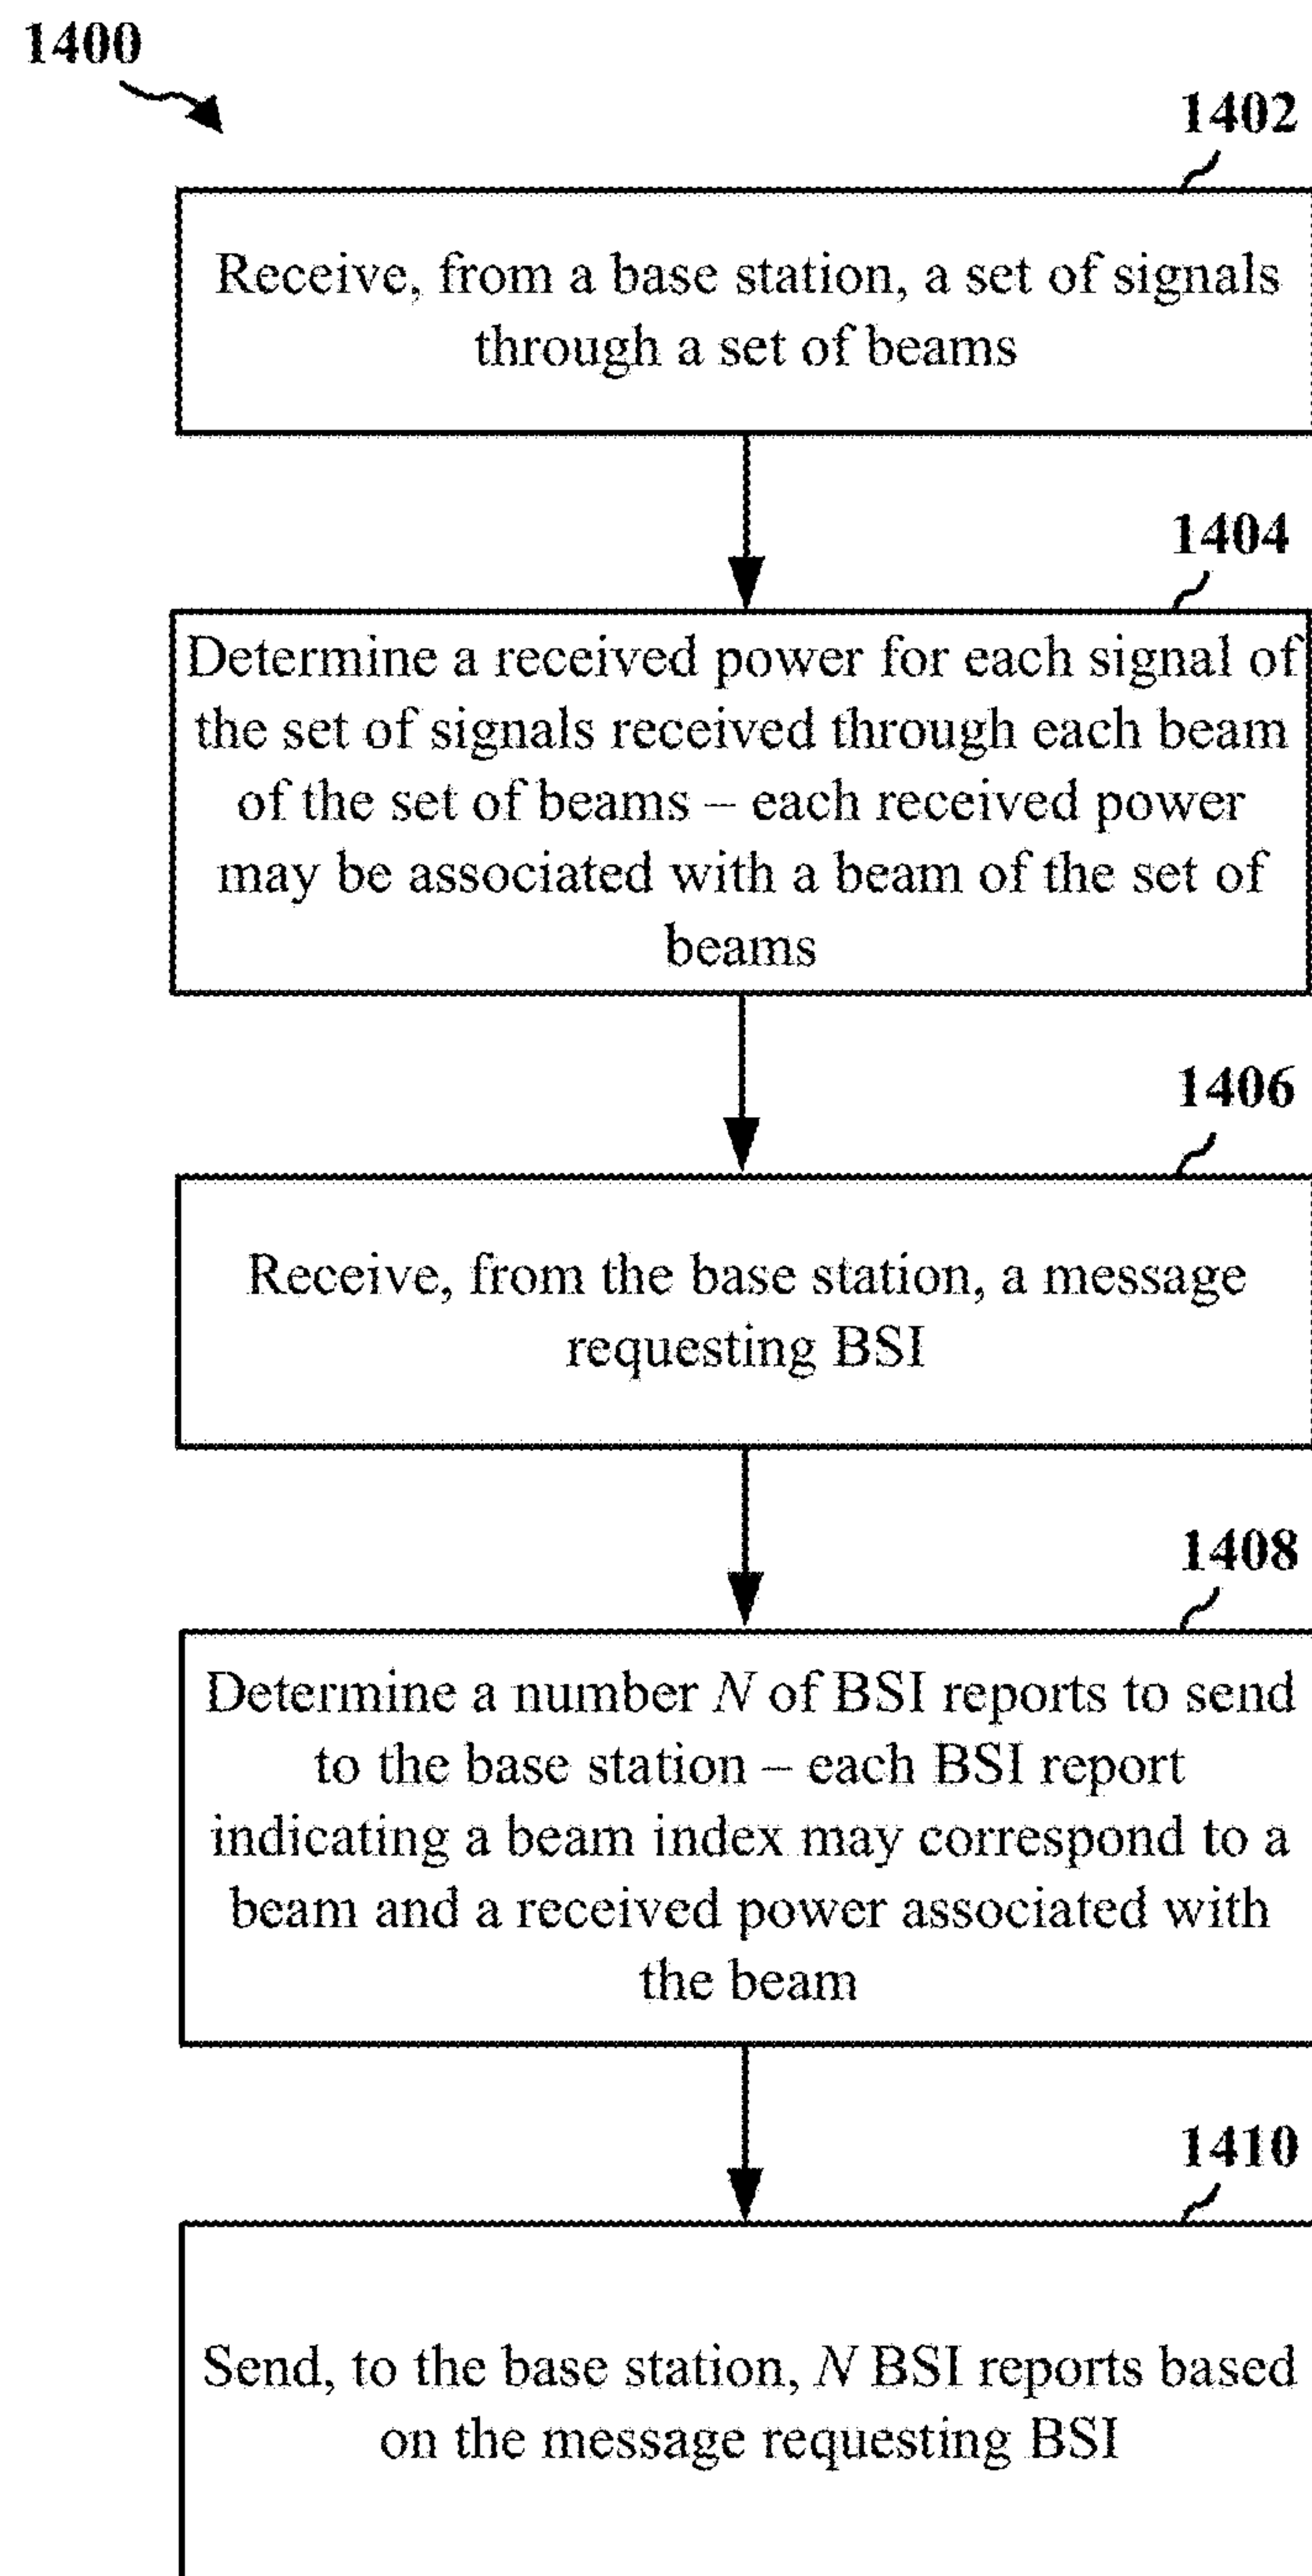 1400
1402
Receive, from a base station, a set of signals
through a set of beams
1404
Determine a received power for each signal of
the set of signals received through each beam
of the set of beams – each received power
may be associated with a beam of the set of
beams
1406
Receive, from the base station, a message
requesting BSI
1408
Determine a number N of BSI reports to send
to the base station – each BSI report
indicating a beam index may correspond to a
beam and a received power associated with
the beam
1410
Send, to the base station, N BSI reports based
on the message requesting BSI